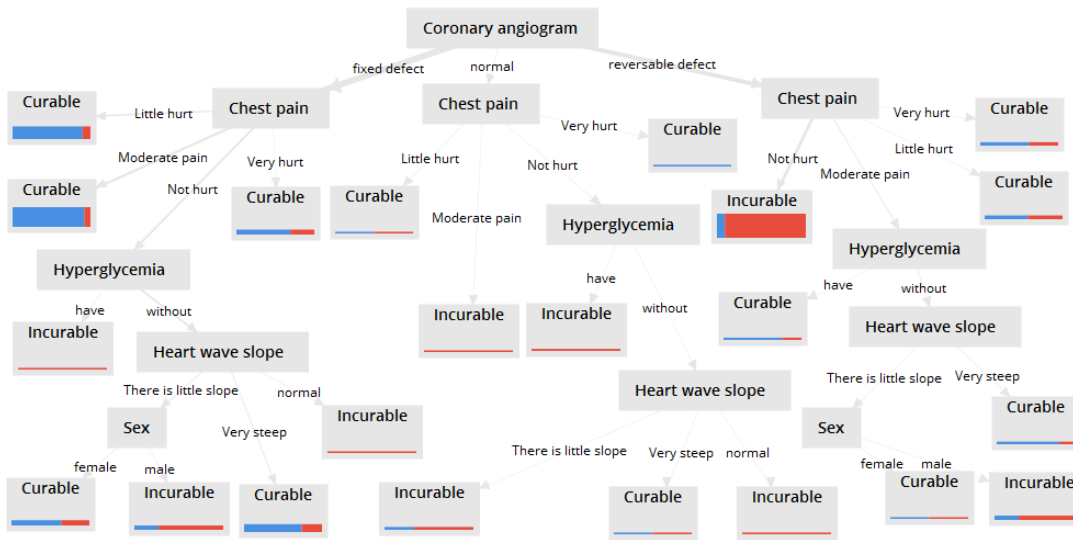 Coronary angiogram
fixed defect
normal
reversable defect
Chest pain
Chest pain
Chest pain
Curable
Little hurt
Moderate pain
Not hurt
Very hurt
Curable
Curable
Little hurt
Moderate pain
Not hurt
Very hurt
Curable
Curable
Not hurt
Moderate pain
Very hurt
Little hurt
Curable
Curable
Incurable
Hyperglycemia
have
without
Incurable
Heart wave slope
There is little slope
Very steep
normal
Incurable
Sex
female
male
Curable
Incurable
Curable
Incurable
Hyperglycemia
have
without
Incurable
Heart wave slope
There is little slope
Very steep
normal
Incurable
Curable
Incurable
Hyperglycemia
have
without
Curable
Heart wave slope
There is little slope
Very steep
Curable
Sex
female
male
Curable
Incurable